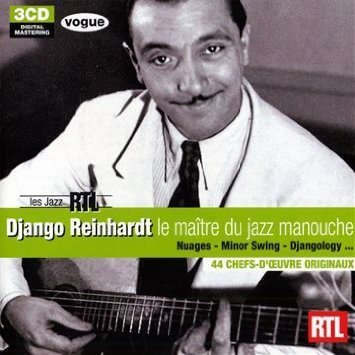 3CD
DIGITAL
MASTERING
vogue
les Jazz RTL
Django Reinhardt le maître du jazz manouche
Nuages - Minor Swing - Djangology ...
44 CHEFS-D'ŒUVRE ORIGINAUX
RTL